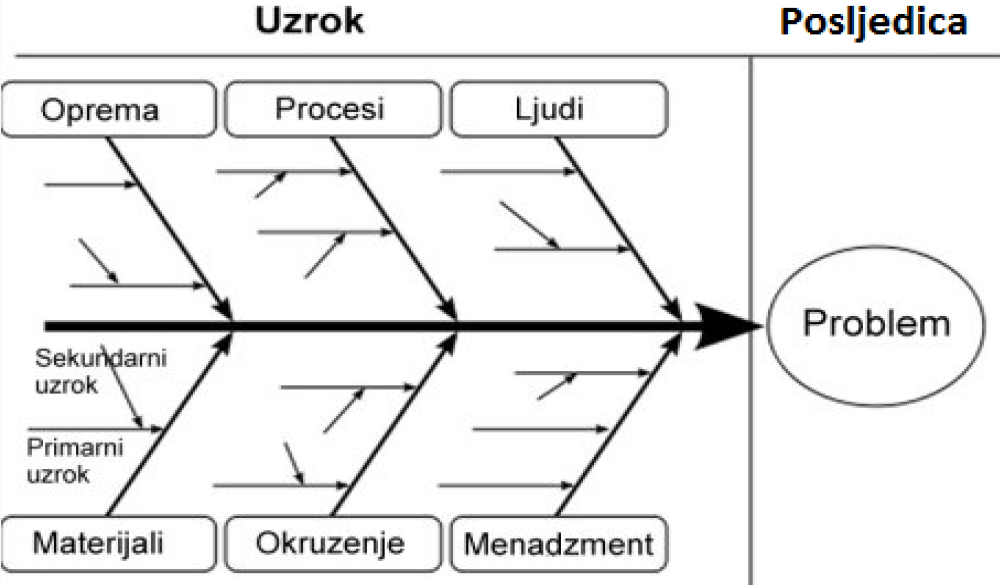 Uzrok
Posljedica
Oprema
Procesi
Ljudi
Problem
Sekundarni
uzrok
Primarni
uzrok
Materijali
Okruzenje
Menadzment